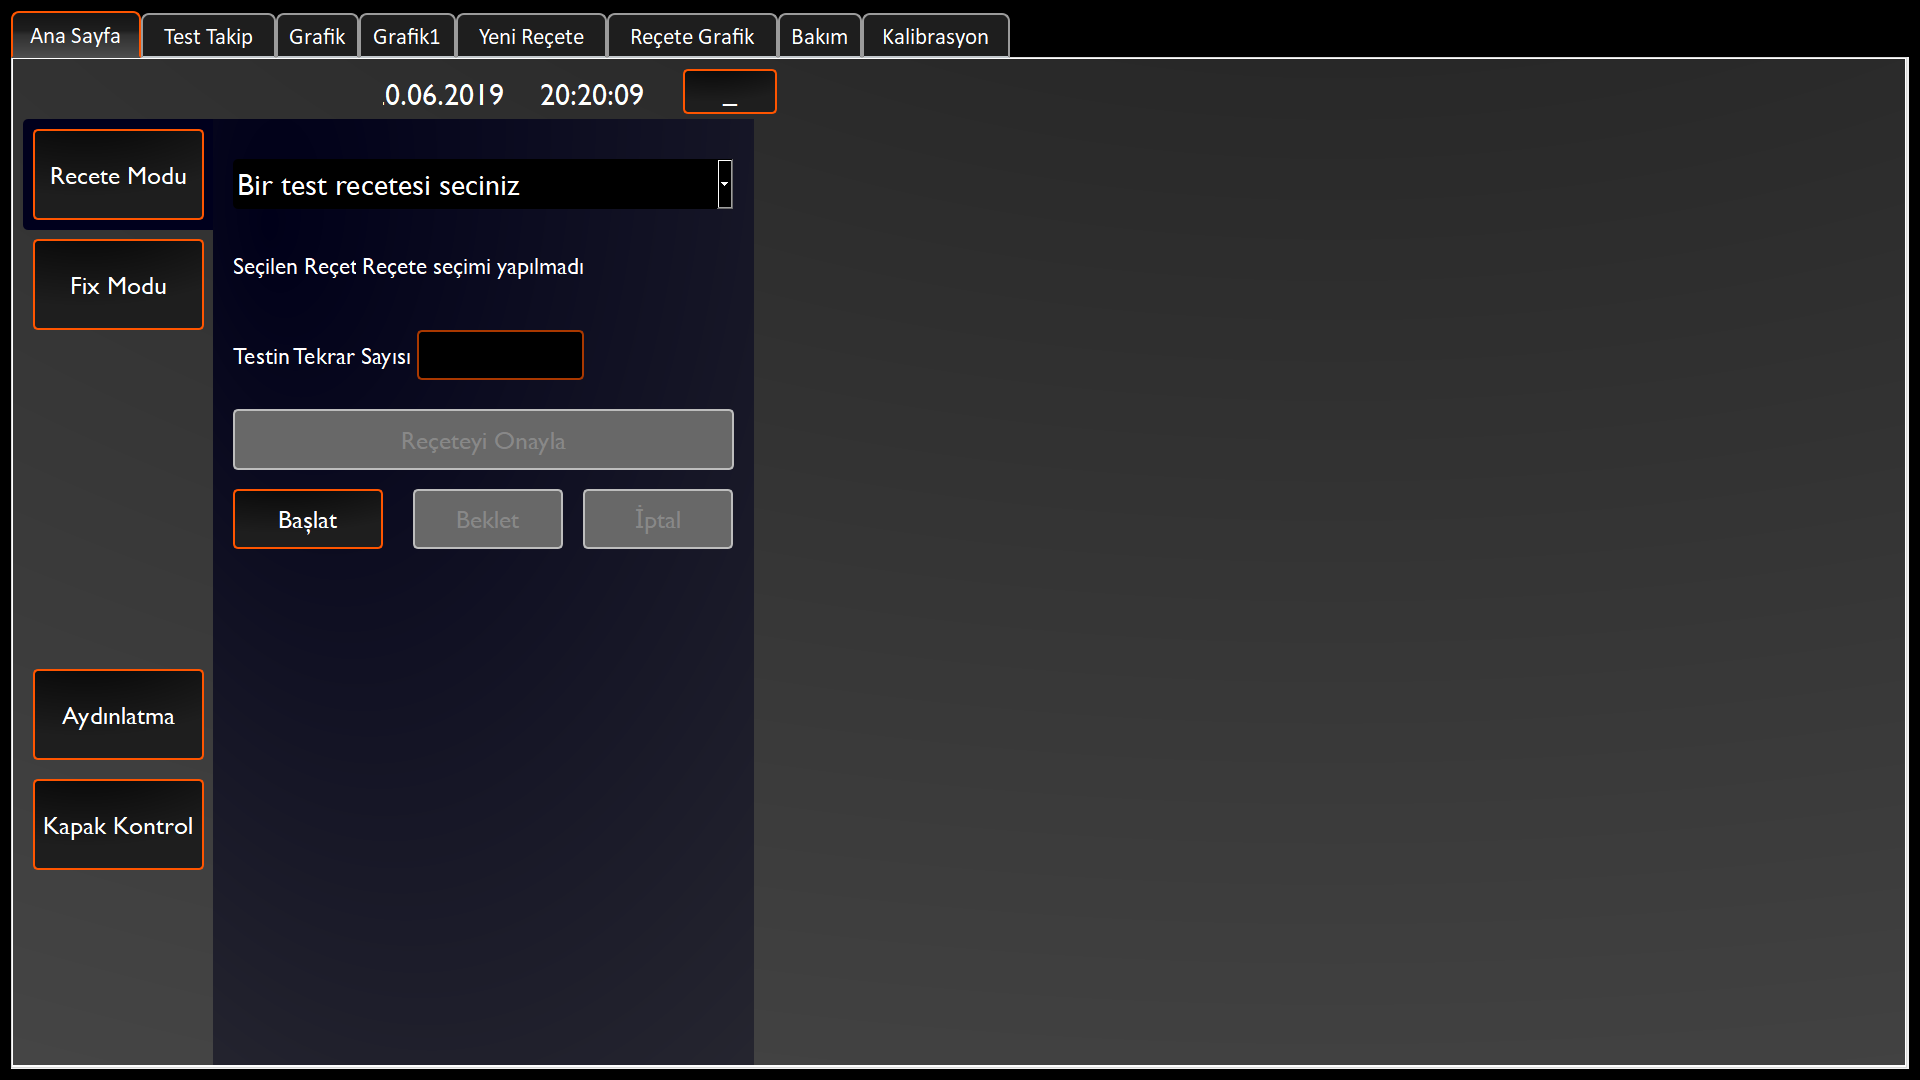 Ana Sayfa Test Takip Grafik Grafik1 Yeni Reçete Reçete Grafik Bakım Kalibrasyon
.0.06.2019 20:20:09 _
Recete Modu
Bir test recetesi seciniz
Fix Modu
Seçilen Reçet Reçete seçimi yapılmadı
Testin Tekrar Sayısı
Reçeteyi Onayla
Başlat Beklet İptal
Aydınlatma
Kapak Kontrol